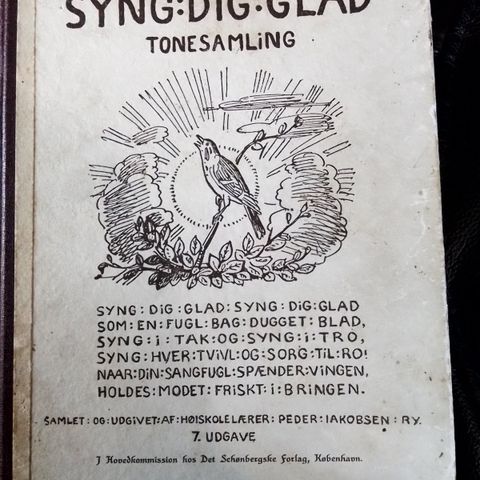 SYNG:DIG:GLAD
TONESAMLING
SYNG:DIG:GLAD:SYNG:DIG:GLAD
SOM:EN:FUGL:BAG:DUGGET:BLAD,
SYNG:I:TAK:OG:SYNG:I:TRO,
SYNG:HVER:TVIVL:OG:SORG:TIL:RO!
NAAR:DIN:SANGFUGL:SPÆNDER:VINGEN,
HOLDES:MODET:FRISKT:I:BRINGEN.
SAMLET:OG:UDGIVET:AF:HØISKOLELÆRER:PEDER:IAKOBSEN:RY.
7. UDGAVE
I Hovedkommission hos Det Schønbergske Forlag, København.